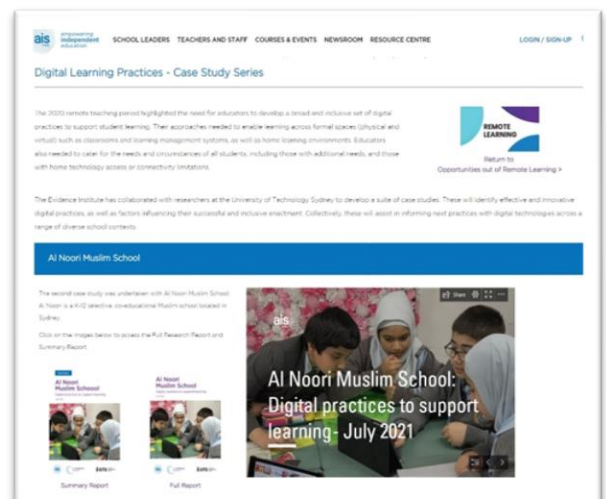 ais
empowering
independent
education
SCHOOL LEADERS TEACHERS AND STAFF COURSES & EVENTS NEWSROOM RESOURCE CENTRE
LOGIN / SIGN-UP
Digital Learning Practices - Case Study Series
The 2020 remote teaching period highlighted the need for educators to develop a broad and inclusive set of digital
practices to support student learning. Their approaches needed to enable learning across formal spaces (physical and
virtual) such as classrooms and learning management systems, as well as home learning environments. Educators
also needed to cater for the needs and circumstances of all students, including those with additional needs, and those
with home technology access or connectivity limitations.
REMOTE
LEARNING
Return to
Opportunities out of Remote Learning >
The Evidence Institute has collaborated with researchers at the University of Technology Sydney to develop a suite of case studies. These will identify effective and innovative
digital practices, as well as factors influencing their successful and inclusive enactment. Collectively, these will assist in informing next practices with digital technologies across a
range of diverse school contexts.
Al Noori Muslim School
The second case study was undertaken with Al Noori Muslim School.
Al Noori is a K-12 selective, co-educational Muslim school located in
Sydney.
Click on the images below to access the Full Research Report and
Summary Report
Al Noori
Muslim School
Summary Report
Al Noori
Muslim School
Full Report
Share
ais
Al Noori Muslim School:
Digital practices to support
learning- July 2021